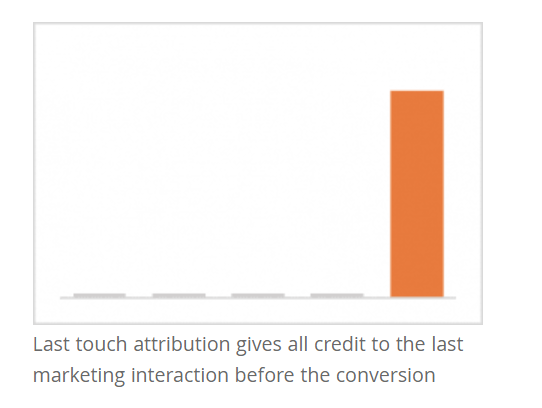 Last touch attribution gives all credit to the last
marketing interaction before the conversion